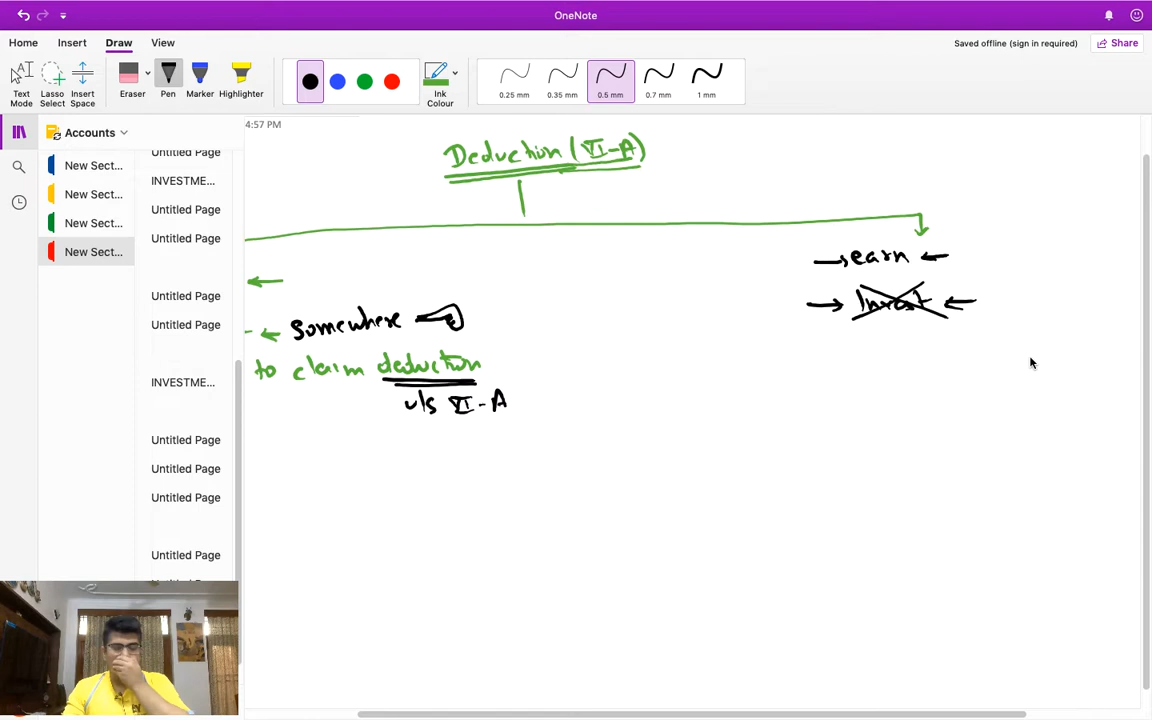 OneNote
Home Insert Draw View
Saved offline (sign in required)
Share
Text Mode
Lasso Select
Insert Space
Eraser
Pen
Marker
Highlighter
Ink Colour
0.25 mm
0.35 mm
0.5 mm
0.7 mm
1 mm
Accounts
New Sect...
New Sect...
New Sect...
New Sect...
Untitled Page
INVESTME...
Untitled Page
Untitled Page
Untitled Page
Untitled Page
INVESTME...
Untitled Page
Untitled Page
Untitled Page
Untitled Page
4:57 PM
Deduction (VI-A)
earn
Invest
somewhere
to claim deduction
u/s VI-A